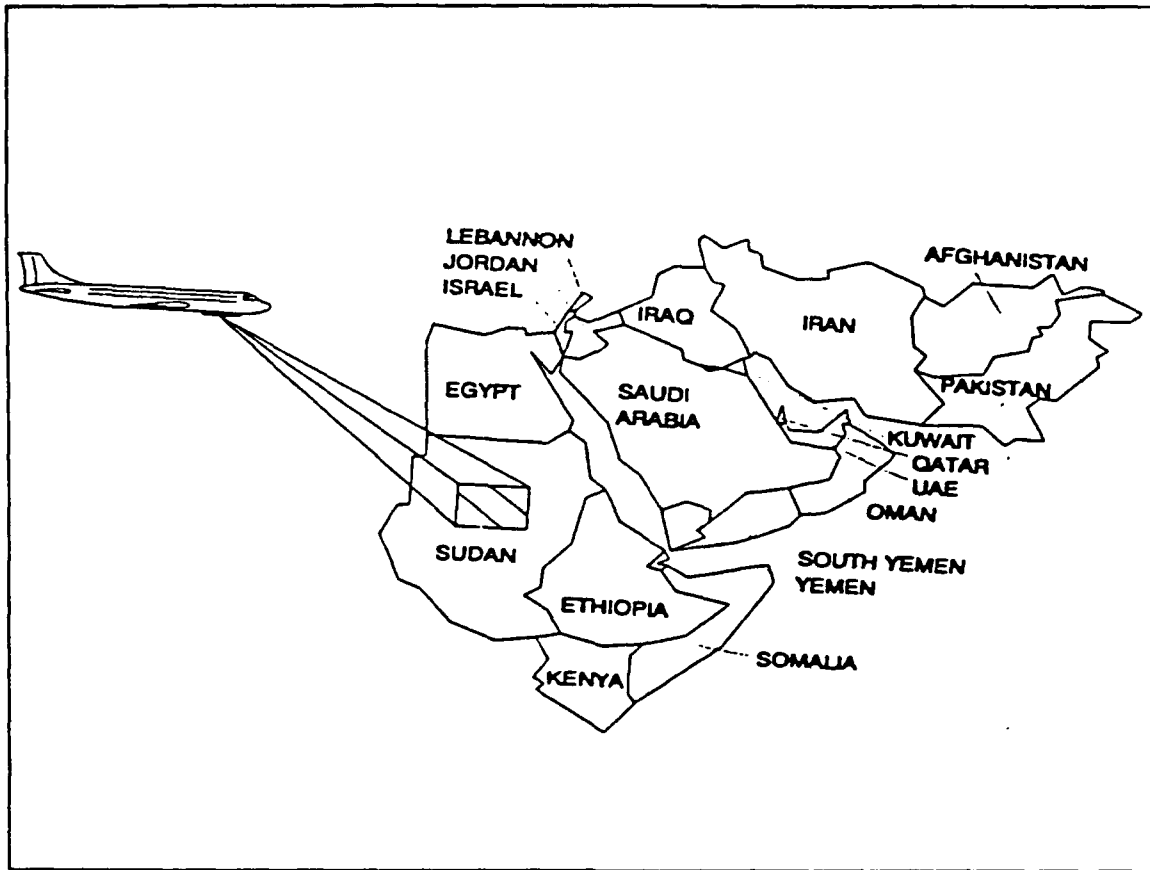 LEBANNON
JORDAN
ISRAEL
AFGHANISTAN
IRAQ
IRAN
EGYPT
SAUDI
ARABIA
PAKISTAN
KUWAIT
QATAR
UAE
OMAN
SUDAN
SOUTH YEMEN
YEMEN
ETHIOPIA
SOMALIA
KENYA